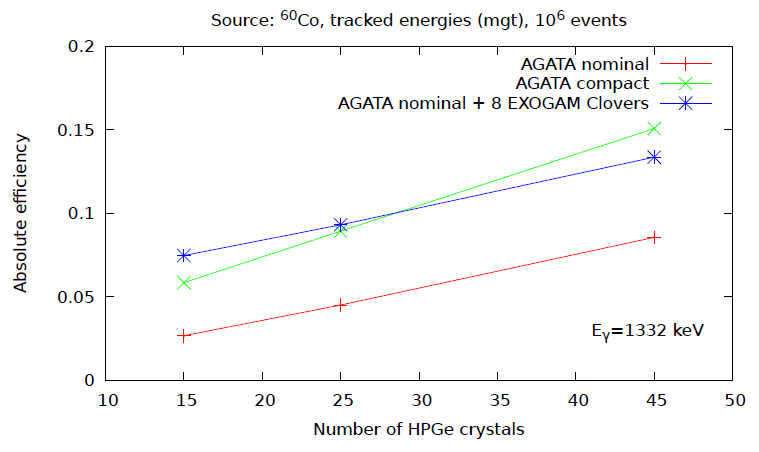 Source: ⁶⁰Co, tracked energies (mgt), 10⁶ events
0.2
AGATA nominal
AGATA compact
AGATA nominal + 8 EXOGAM Clovers
0.15
Absolute efficiency
0.1
0.05
Eᵧ=1332 keV
0
10 15 20 25 30 35 40 45 50
Number of HPGe crystals